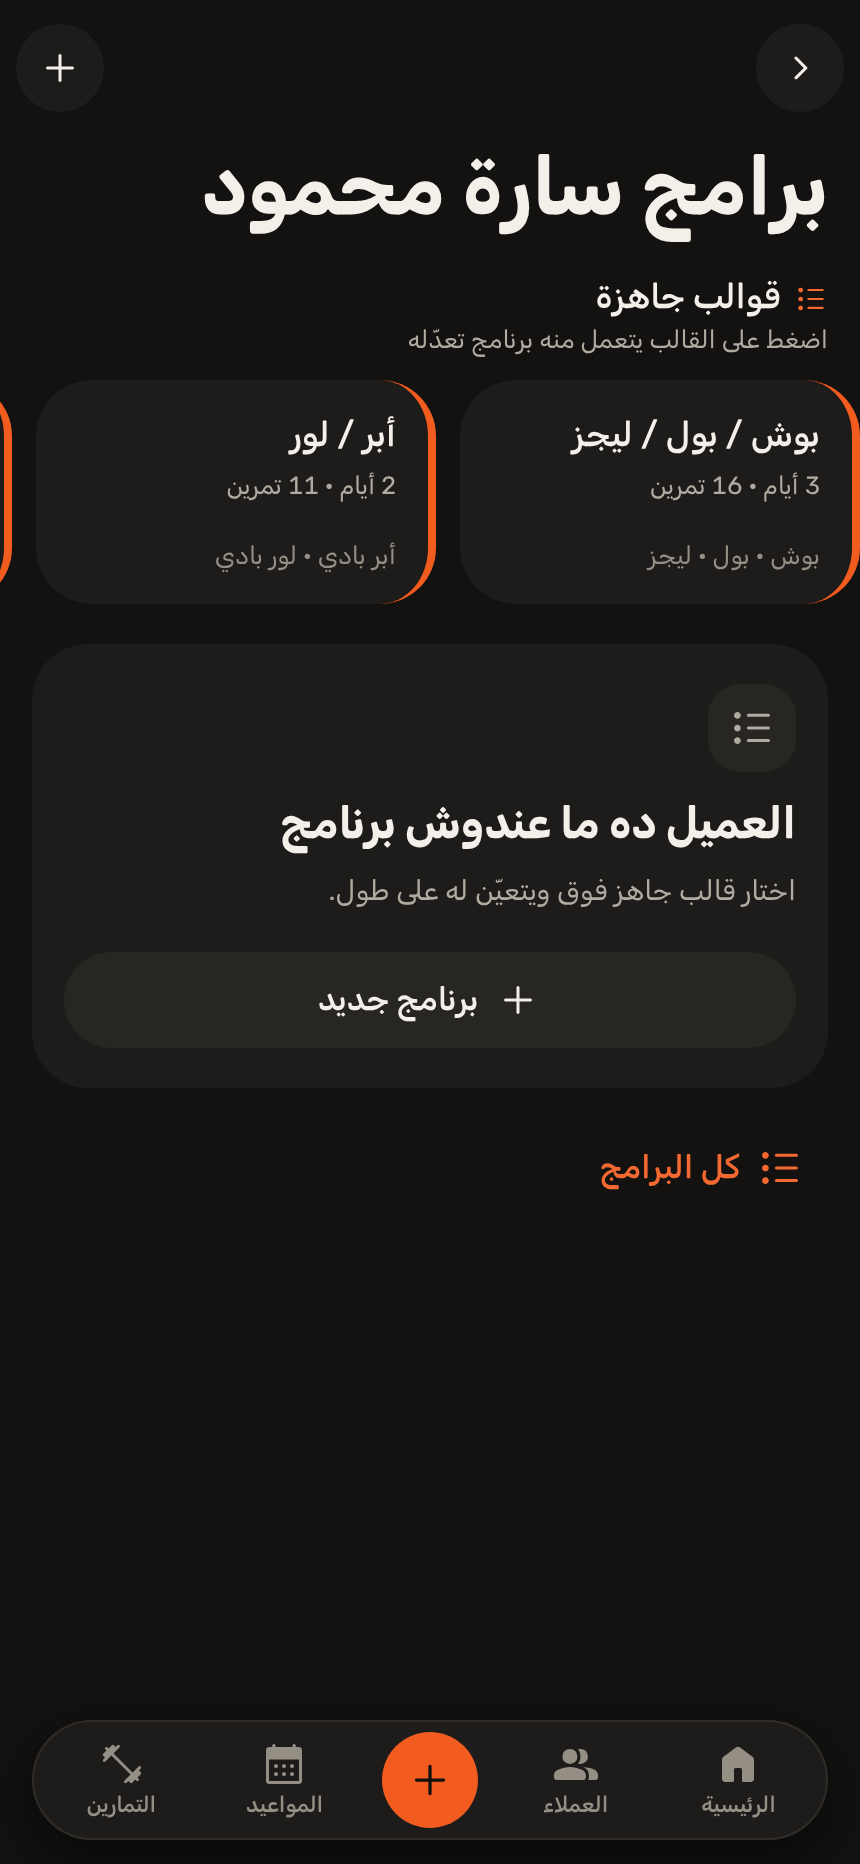 برامج سارة محمود
قوالب جاهزة
اضغط على القالب يتعمل منه برنامج تعدّله
بوش / بول / ليجز
3 أيام • 16 تمرين
بوش • بول • ليجز
أبر / لور
2 أيام • 11 تمرين
أبر بادي • لور بادي
العميل ده ما عندوش برنامج
اختار قالب جاهز فوق ويتعيّن له على طول.
برنامج جديد
كل البرامج
الرئيسية
العملاء
المواعيد
التمارين